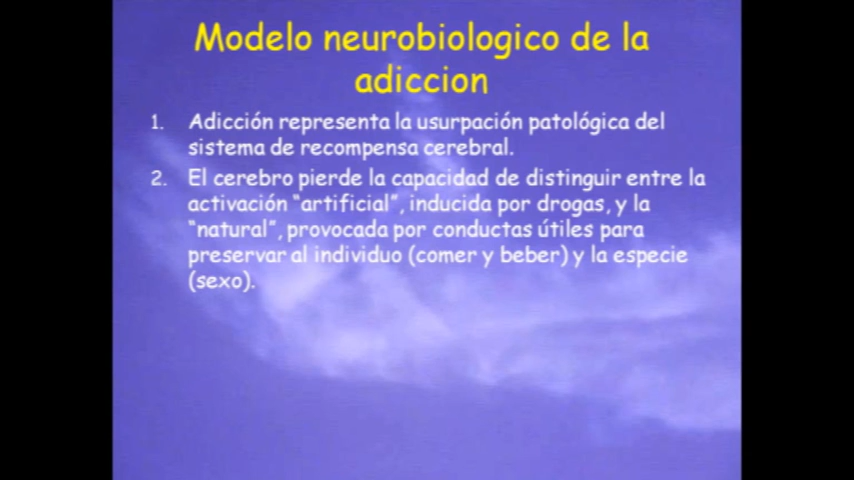 Modelo neurobiologico de la
adiccion
1. Adicción representa la usurpación patológica del
sistema de recompensa cerebral.
2. El cerebro pierde la capacidad de distinguir entre la
activación “artificial”, inducida por drogas, y la
“natural”, provocada por conductas útiles para
preservar al individuo (comer y beber) y la especie
(sexo).